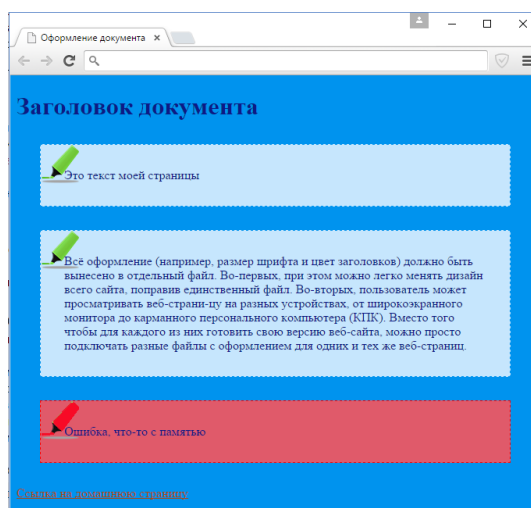 Оформление документа
Заголовок документа
Это текст моей страницы
Всё оформление (например, размер шрифта и цвет заголовков) должно быть
вынесено в отдельный файл. Во-первых, при этом можно легко менять дизайн
всего сайта, поправив единственный файл. Во-вторых, пользователь может
просматривать веб-страни-цу на разных устройствах, от широкоэкранного
монитора до карманного персонального компьютера (КПК). Вместо того
чтобы для каждого из них готовить свою версию веб-сайта, можно просто
подключать разные файлы с оформлением для одних и тех же веб-страниц.
Ошибка, что-то с памятью
Ссылка на домашнюю страницу